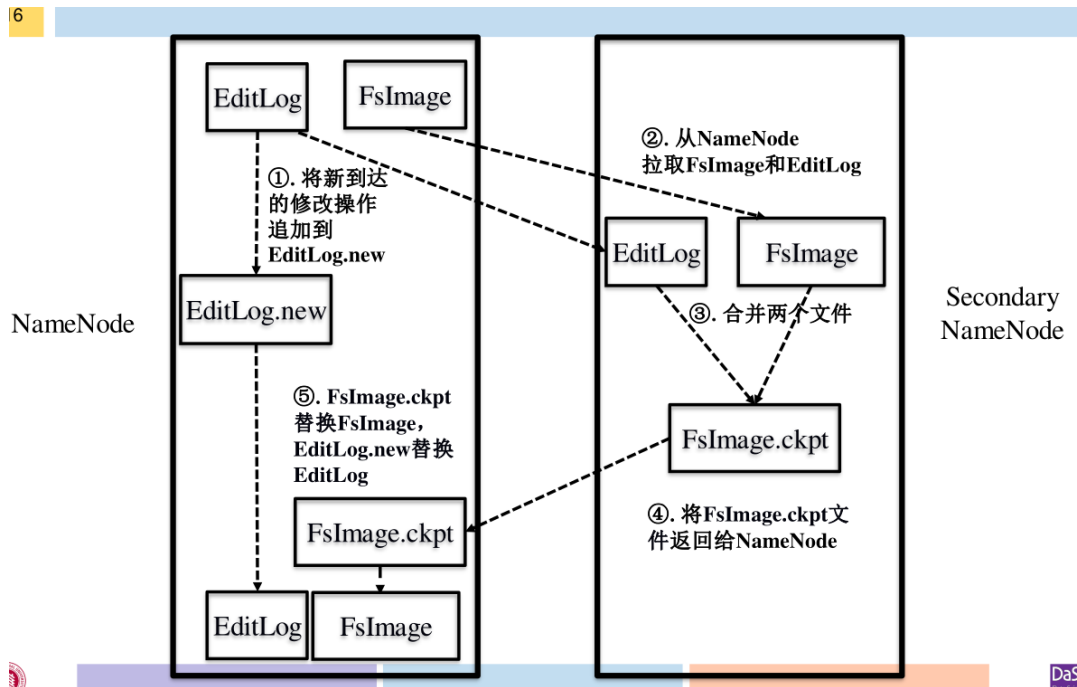 16
EditLog
FsImage
②. 从NameNode
拉取FsImage和EditLog
①. 将新到达
的修改操作
追加到
EditLog.new
EditLog
FsImage
EditLog.new
③. 合并两个文件
NameNode
Secondary
NameNode
⑤. FsImage.ckpt
替换FsImage，
EditLog.new替换
EditLog
FsImage.ckpt
④. 将FsImage.ckpt文
件返回给NameNode
FsImage.ckpt
EditLog
FsImage
DaS